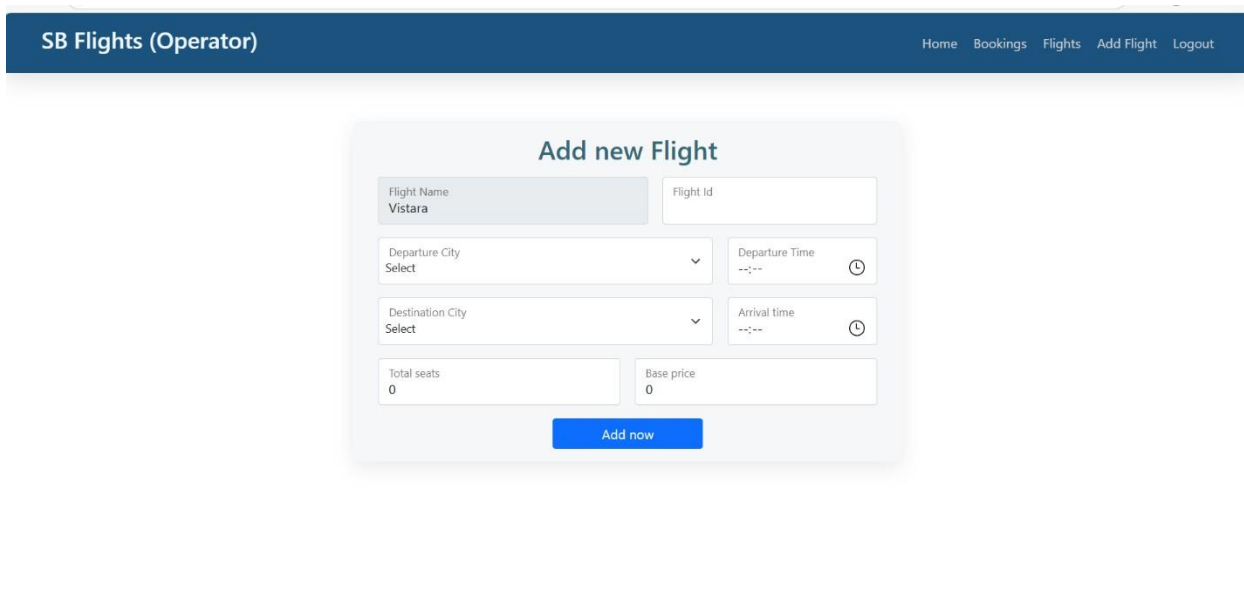 SB Flights (Operator)
Home Bookings Flights Add Flight Logout
Add new Flight
Flight Name
Vistara
Flight Id
Departure City
Select
Departure Time
--:--
Destination City
Select
Arrival time
--:--
Total seats
0
Base price
0
Add now